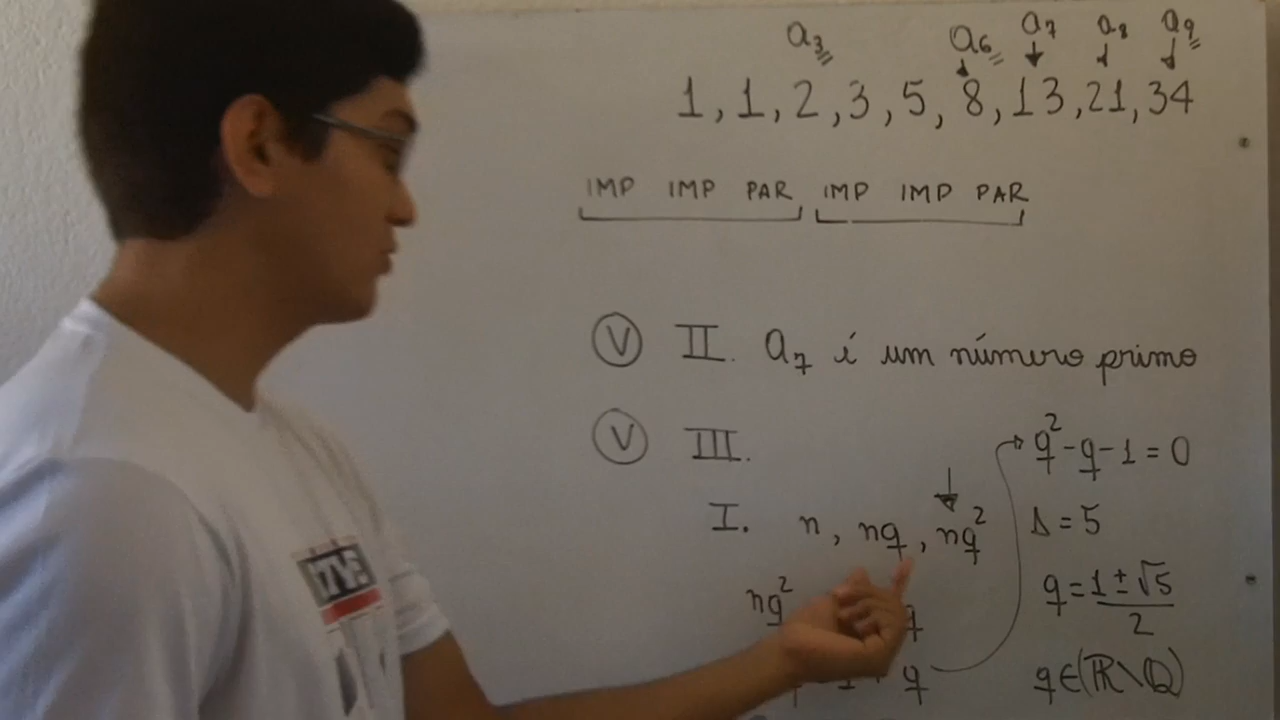 a₃ a₆ a₇ a₈ a₉
1, 1, 2, 3, 5, 8, 13, 21, 34
IMP IMP PAR IMP IMP PAR
V II. a₇ é um número primo
V III.
q² - q - 1 = 0
I. n, nq, nq²
Δ = 5
nq² q
q = 1 ± √5 / 2
q
q ∈ (ℝ \ ℚ)